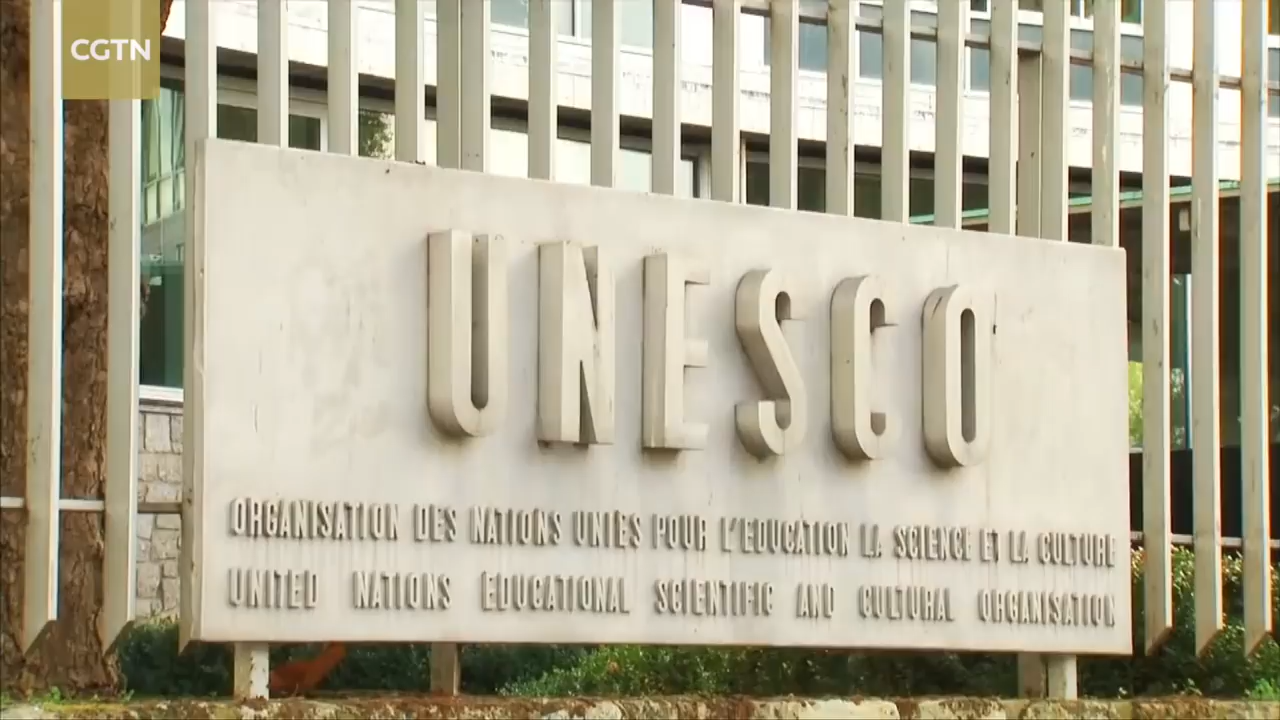 CGTN
UNESCO
ORGANISATION DES NATIONS UNIES POUR L'EDUCATION LA SCIENCE ET LA CULTURE
UNITED NATIONS EDUCATIONAL SCIENTIFIC AND CULTURAL ORGANISATION